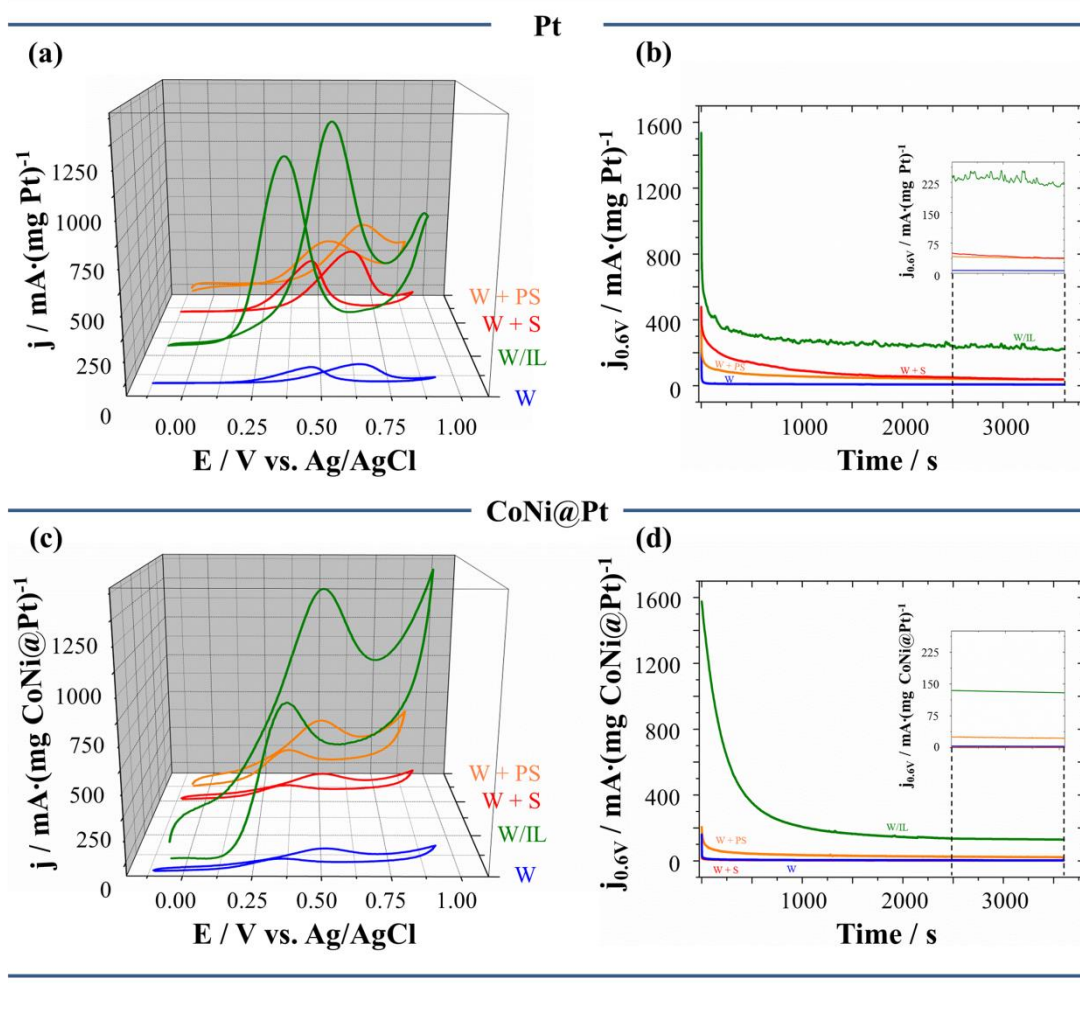 Pt
(a)
j / mA·(mg Pt)-1
1250
1000
750
500
250
0
0.00 0.25 0.50 0.75 1.00
E / V vs. Ag/AgCl
W + PS
W + S
W/IL
W
(b)
j0.6V / mA·(mg Pt)-1
1600
1200
800
400
0
1000 2000 3000
Time / s
W/IL
W + PS
W + S
W
j0.6V / mA·(mg Pt)-1
225
150
75
0
CoNi@Pt
(c)
j / mA·(mg CoNi@Pt)-1
1250
1000
750
500
250
0
0.00 0.25 0.50 0.75 1.00
E / V vs. Ag/AgCl
W + PS
W + S
W/IL
W
(d)
j0.6V / mA·(mg CoNi@Pt)-1
1600
1200
800
400
0
1000 2000 3000
Time / s
W/IL
W + PS
W + S
W
j0.6V / mA·(mg CoNi@Pt)-1
225
150
75
0